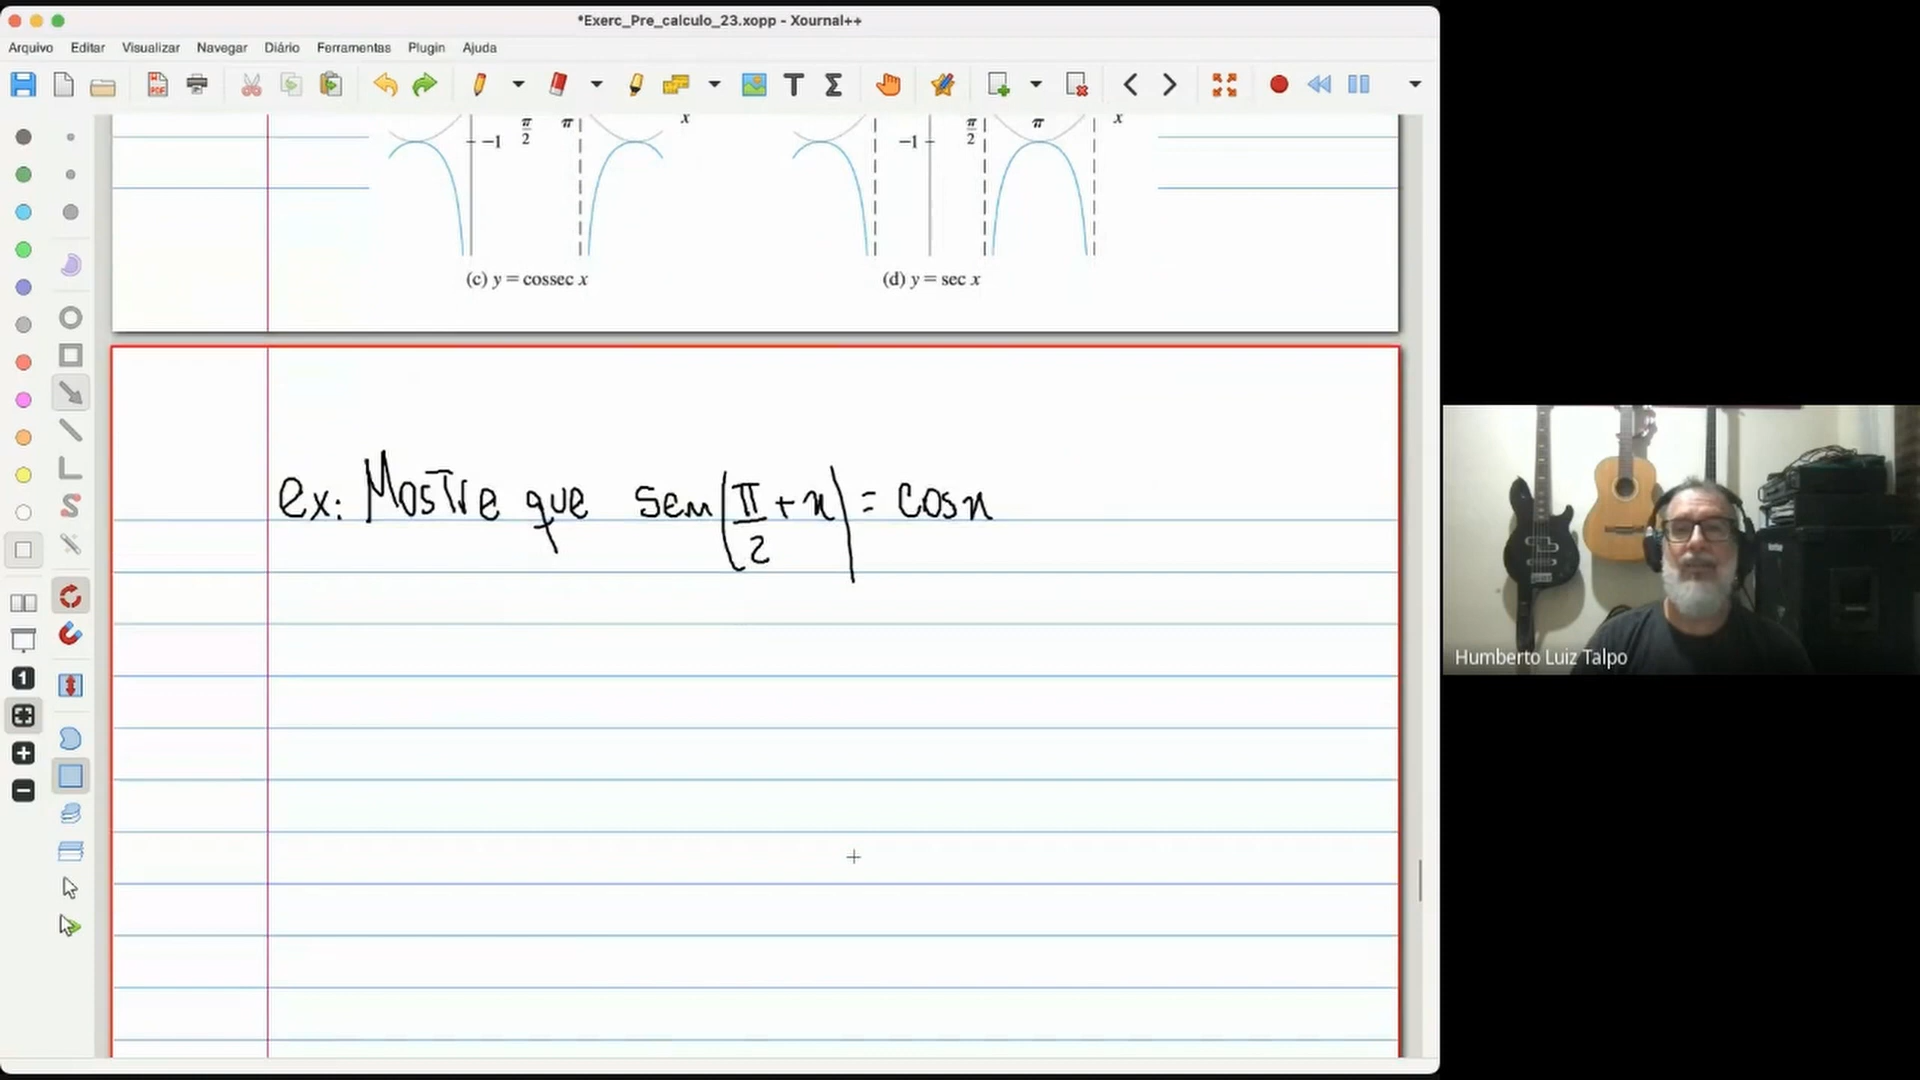 *Exerc_Pre_calculo_23.xopp - Xournal++
Arquivo Editar Visualizar Navegar Diário Ferramentas Plugin Ajuda
−1 π/2 π x −1 π/2 π x
(c) y = cossec x (d) y = sec x
ex: Mostre que sen(π/2 + x) = cos x
Humberto Luiz Talpo